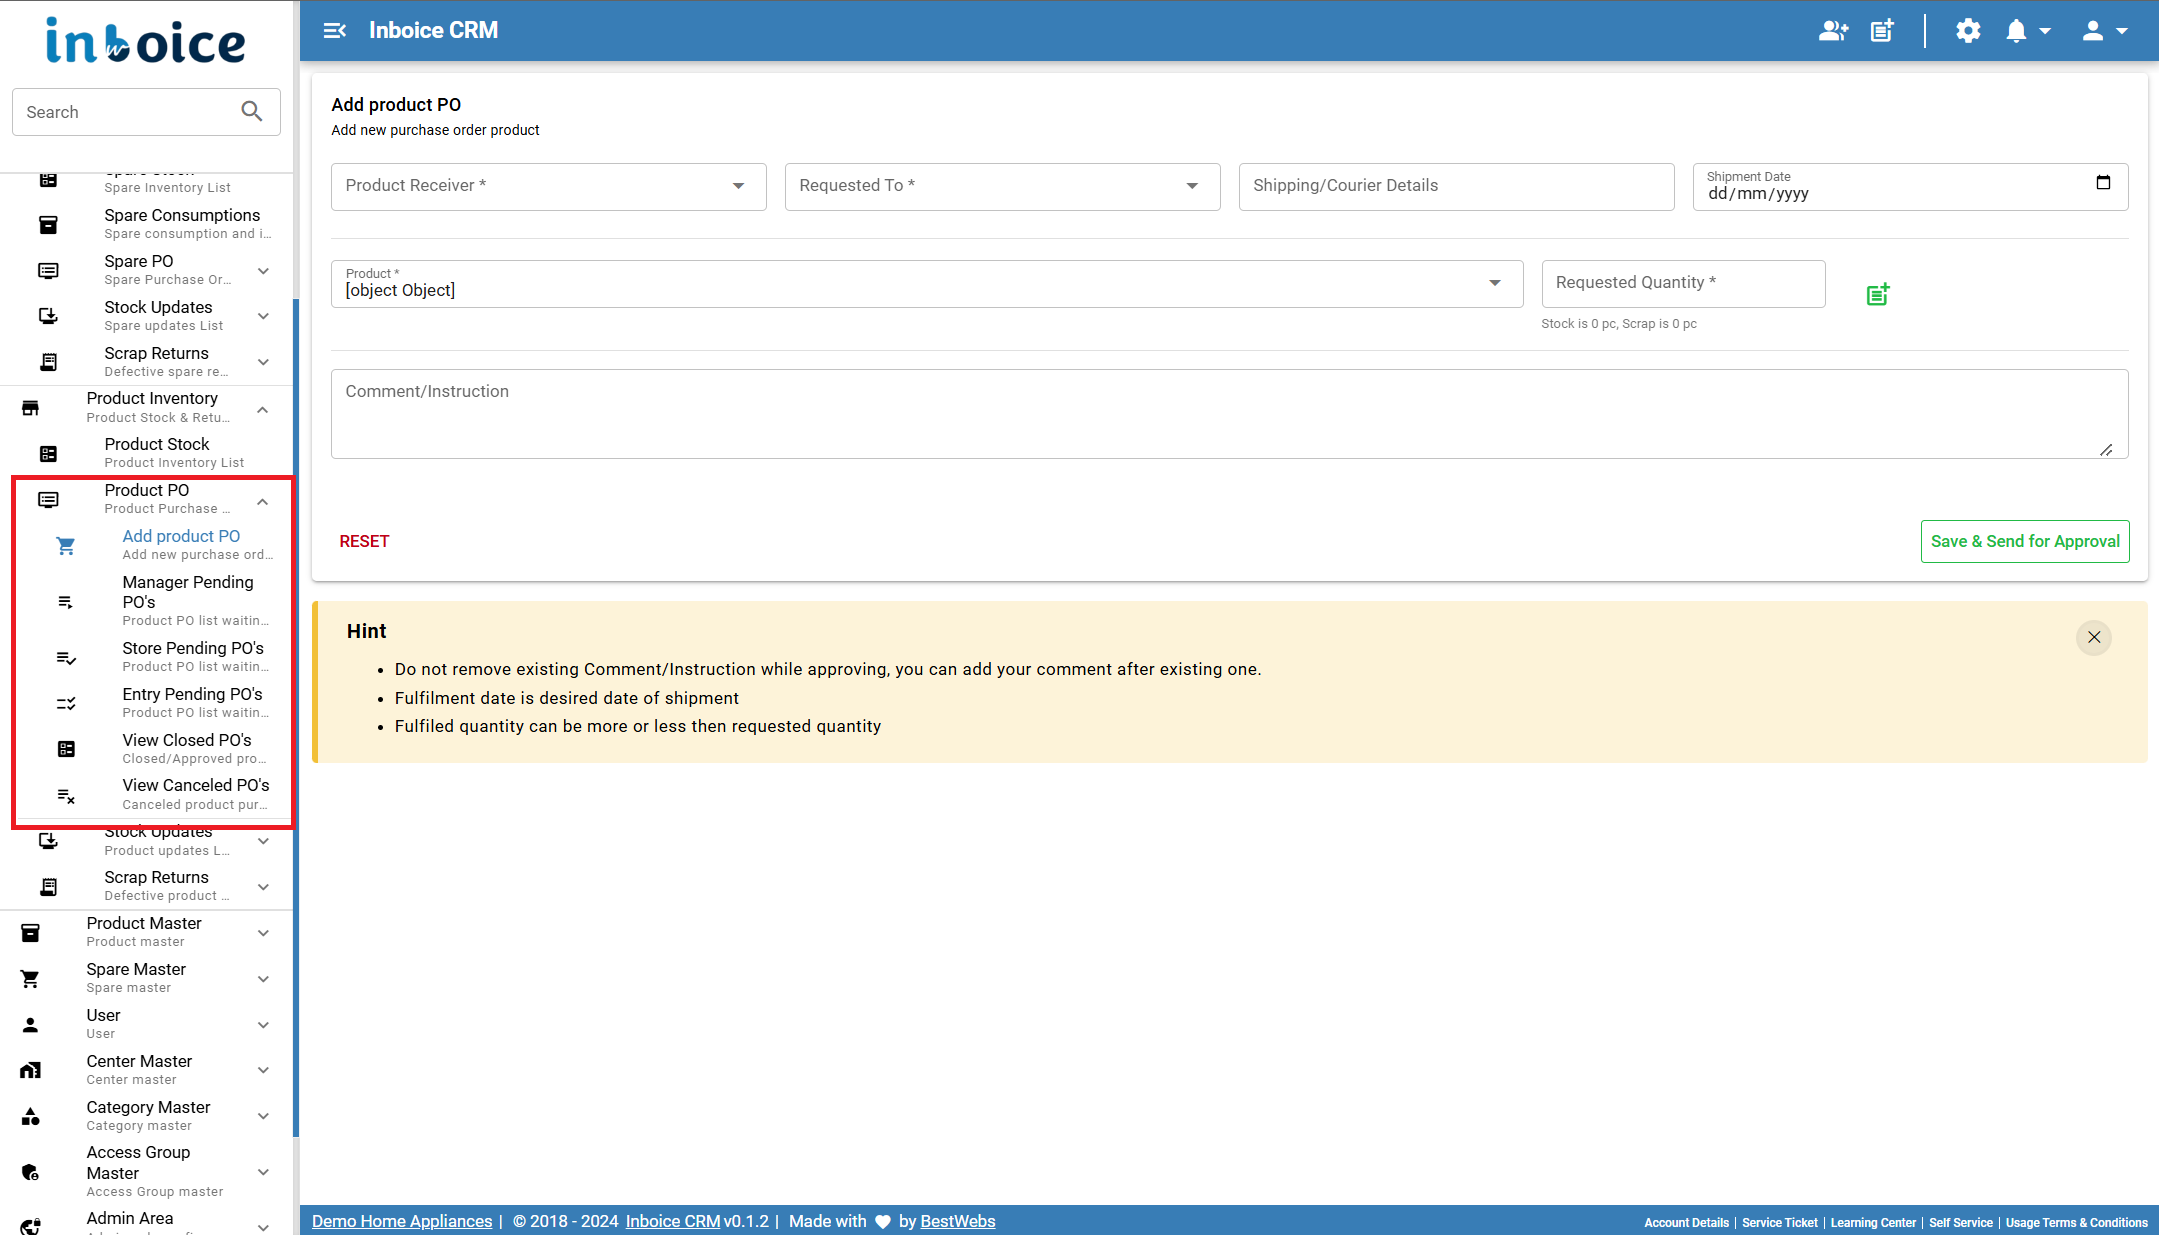 inboice
Search
Spare Inventory List
Spare Consumptions
Spare consumption and i...
Spare PO
Spare Purchase Or...
Stock Updates
Spare updates List
Scrap Returns
Defective spare re...
Product Inventory
Product Stock & Retu...
Product Stock
Product Inventory List
Product PO
Product Purchase ...
Add product PO
Add new purchase ord...
Manager Pending
PO's
Product PO list waitin...
Store Pending PO's
Product PO list waitin...
Entry Pending PO's
Product PO list waitin...
View Closed PO's
Closed/Approved pro...
View Canceled PO's
Canceled product pur...
Stock Updates
Product updates L...
Scrap Returns
Defective product ...
Product Master
Product master
Spare Master
Spare master
User
User
Center Master
Center master
Category Master
Category master
Access Group
Master
Access Group master
Admin Area
Inboice CRM
Add product PO
Add new purchase order product
Product Receiver *
Requested To *
Shipping/Courier Details
Shipment Date
dd/mm/yyyy
Product *
[object Object]
Requested Quantity *
Stock is 0 pc, Scrap is 0 pc
Comment/Instruction
RESET
Save & Send for Approval
Hint
• Do not remove existing Comment/Instruction while approving, you can add your comment after existing one.
• Fulfilment date is desired date of shipment
• Fulfiled quantity can be more or less then requested quantity
Demo Home Appliances | © 2018 - 2024 Inboice CRM v0.1.2 | Made with ♥ by BestWebs
Account Details | Service Ticket | Learning Center | Self Service | Usage Terms & Conditions